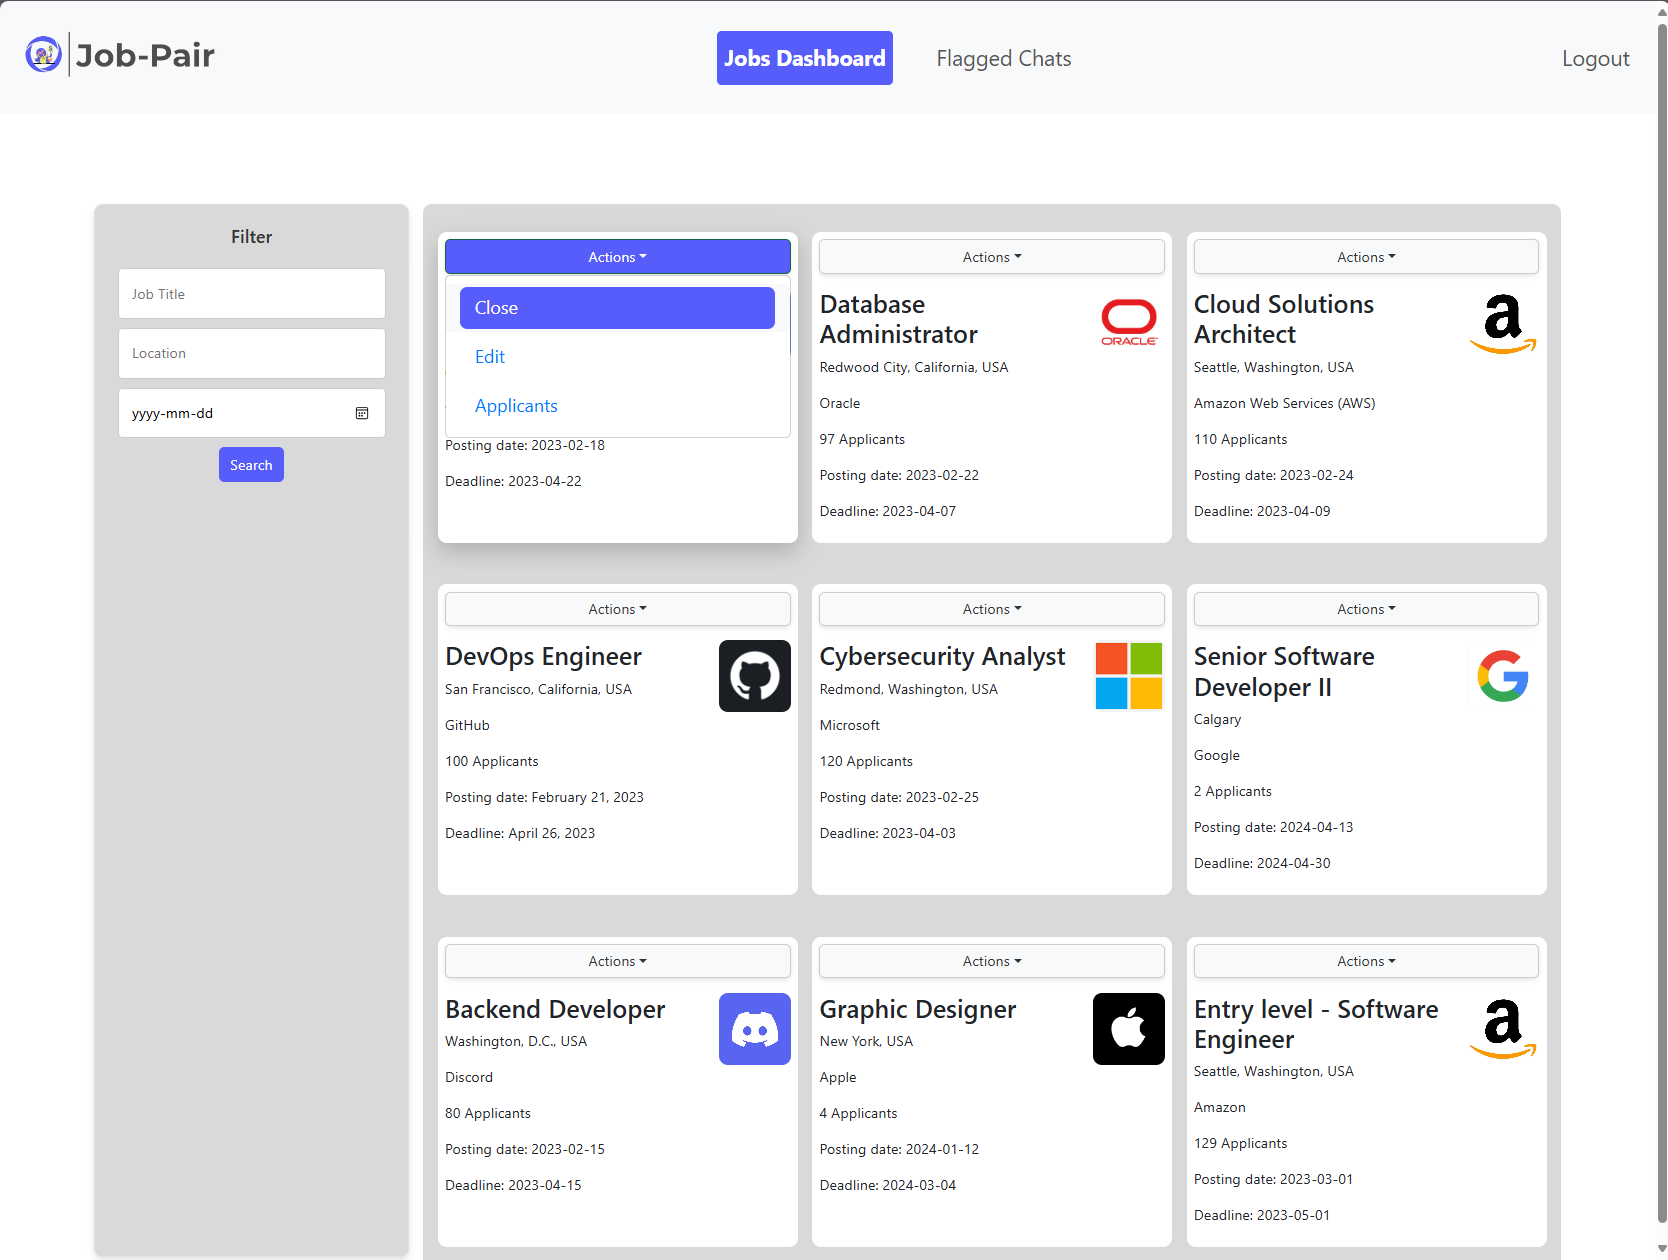 Job-Pair
Jobs Dashboard
Flagged Chats
Logout
Filter
Job Title
Location
yyyy-mm-dd
Search
Actions
Close
Edit
Applicants
Posting date: 2023-02-18
Deadline: 2023-04-22
Actions
Database
Administrator
ORACLE
Redwood City, California, USA
Oracle
97 Applicants
Posting date: 2023-02-22
Deadline: 2023-04-07
Actions
Cloud Solutions
Architect
a
Seattle, Washington, USA
Amazon Web Services (AWS)
110 Applicants
Posting date: 2023-02-24
Deadline: 2023-04-09
Actions
DevOps Engineer
San Francisco, California, USA
GitHub
100 Applicants
Posting date: February 21, 2023
Deadline: April 26, 2023
Actions
Cybersecurity Analyst
Redmond, Washington, USA
Microsoft
120 Applicants
Posting date: 2023-02-25
Deadline: 2023-04-03
Actions
Senior Software
Developer II
G
Calgary
Google
2 Applicants
Posting date: 2024-04-13
Deadline: 2024-04-30
Actions
Backend Developer
Washington, D.C., USA
Discord
80 Applicants
Posting date: 2023-02-15
Deadline: 2023-04-15
Actions
Graphic Designer
New York, USA
Apple
4 Applicants
Posting date: 2024-01-12
Deadline: 2024-03-04
Actions
Entry level - Software
Engineer
a
Seattle, Washington, USA
Amazon
129 Applicants
Posting date: 2023-03-01
Deadline: 2023-05-01